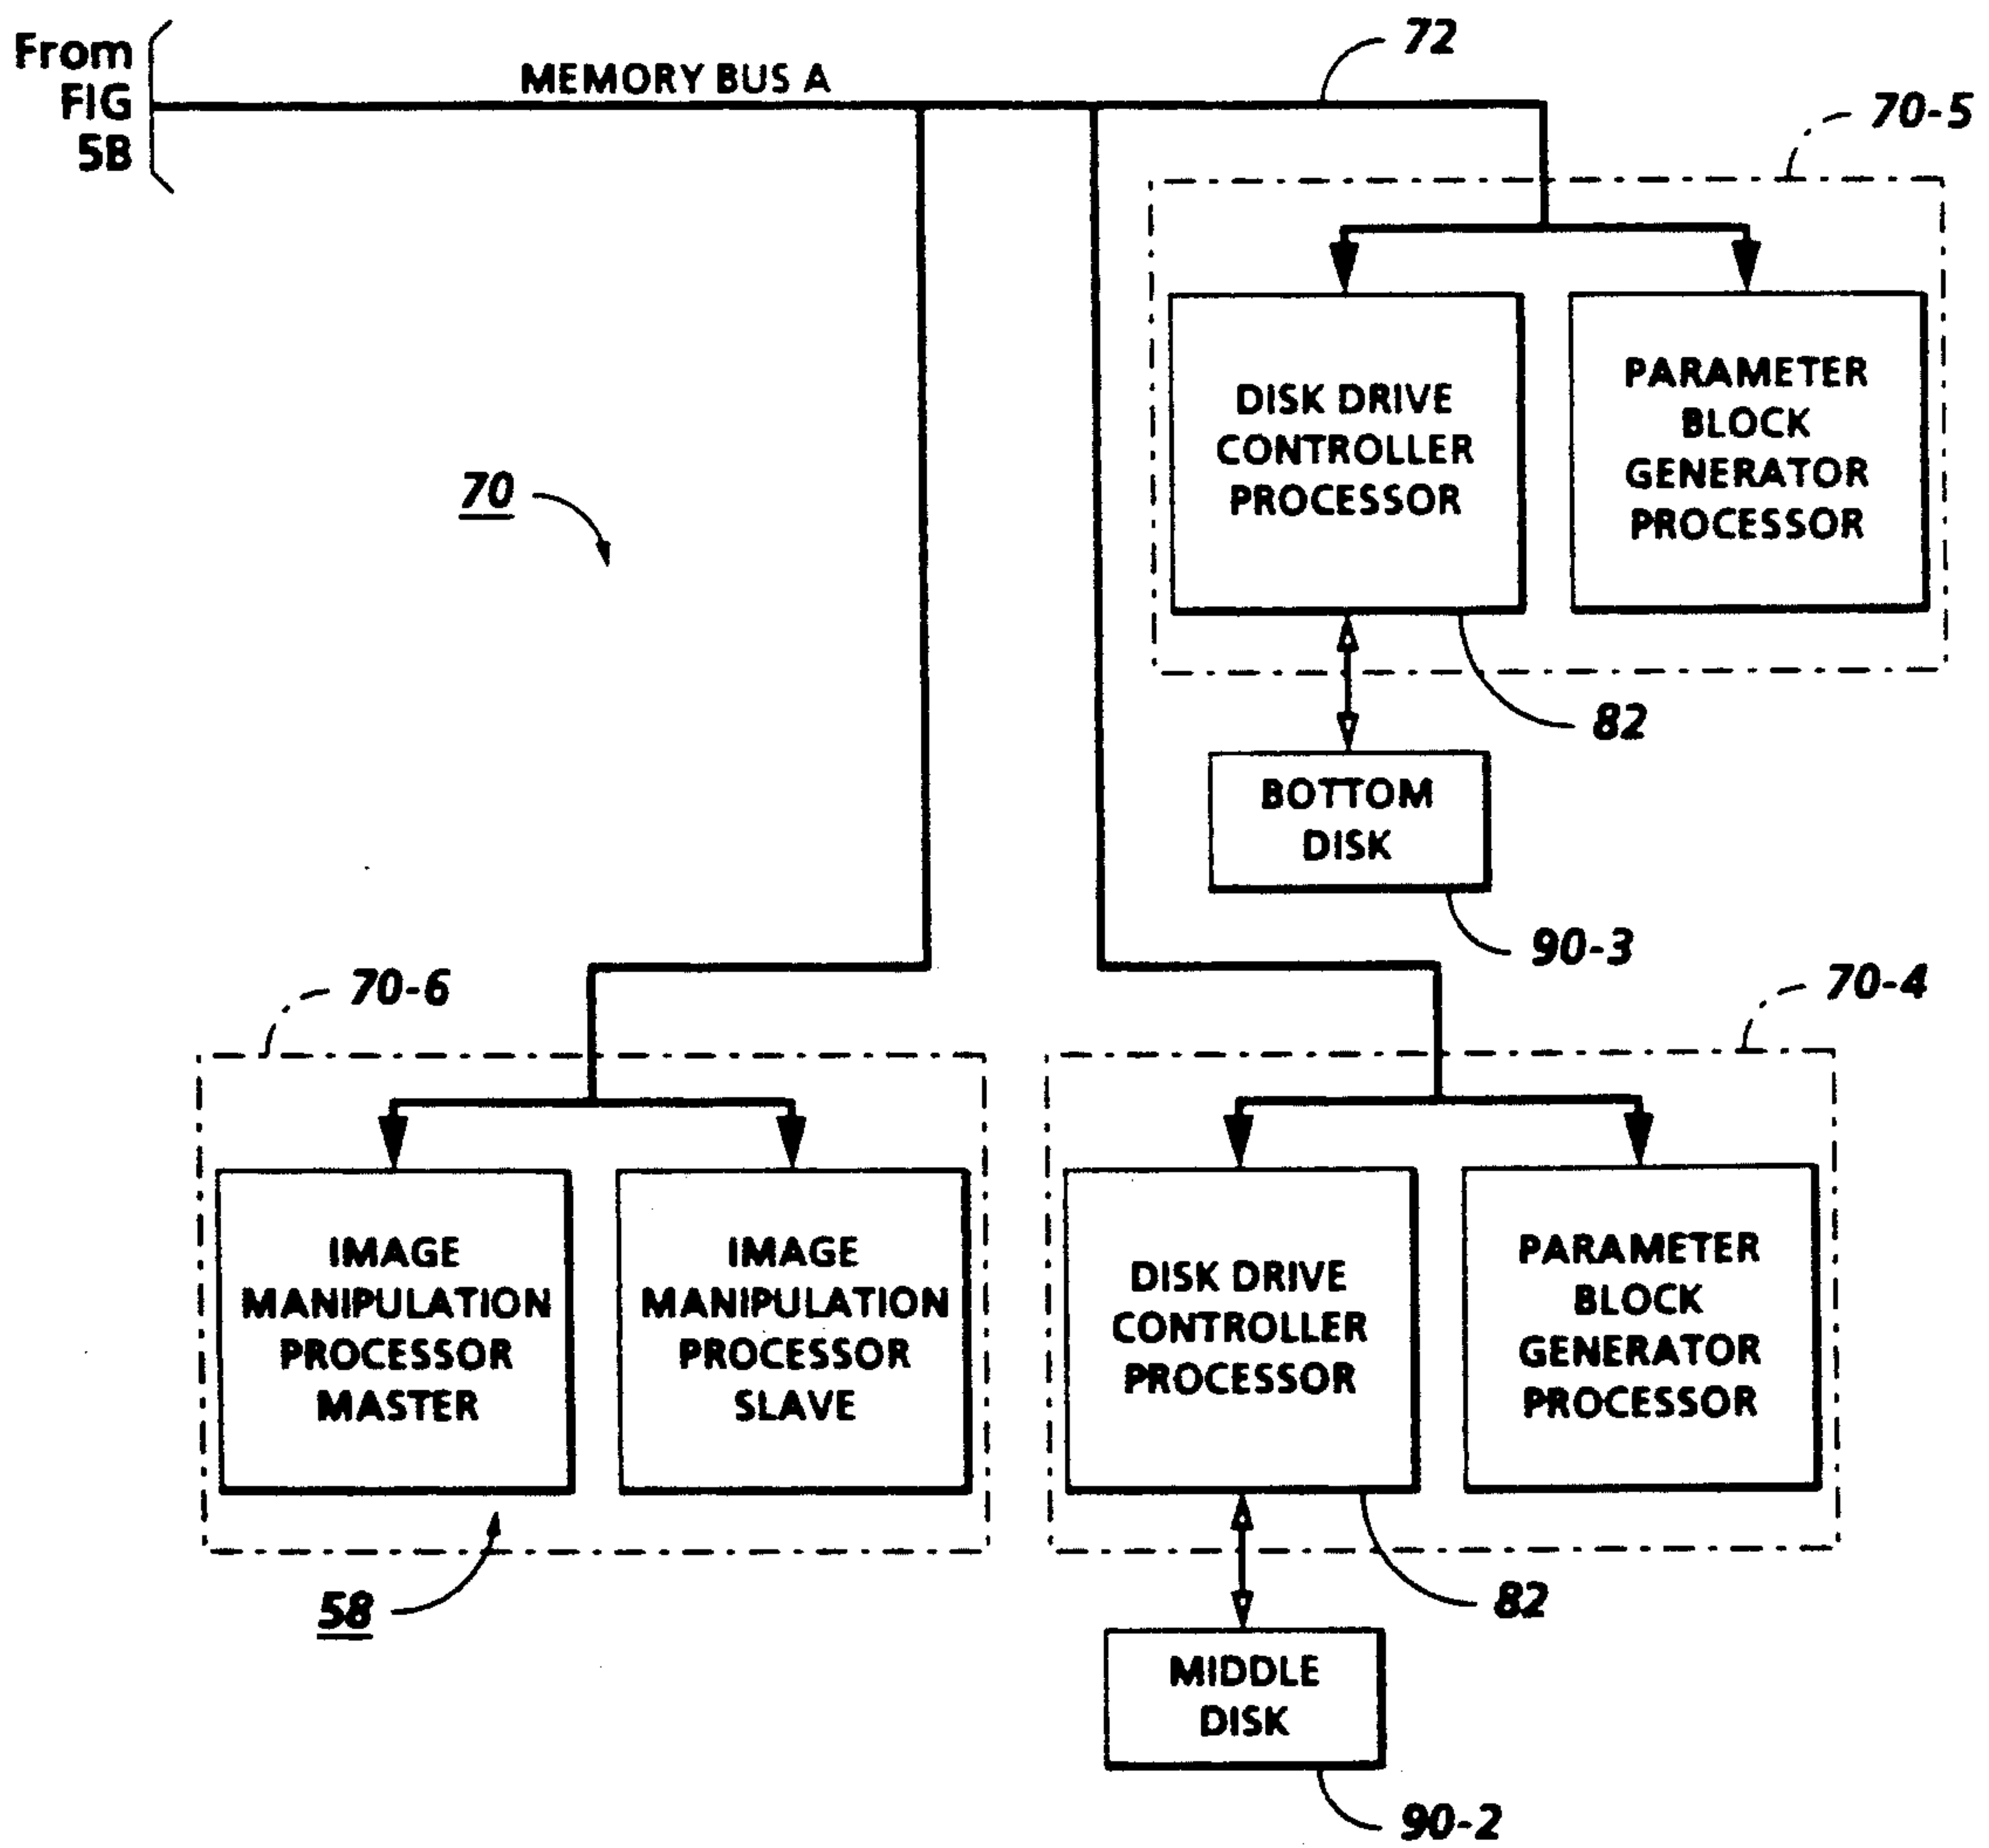 From
FIG
5B
MEMORY BUS A
72
70-5
DISK DRIVE
CONTROLLER
PROCESSOR
PARAMETER
BLOCK
GENERATOR
PROCESSOR
70
82
BOTTOM
DISK
90-3
70-6
70-4
IMAGE
MANIPULATION
PROCESSOR
MASTER
IMAGE
MANIPULATION
PROCESSOR
SLAVE
DISK DRIVE
CONTROLLER
PROCESSOR
PARAMETER
BLOCK
GENERATOR
PROCESSOR
58
82
MIDDLE
DISK
90-2